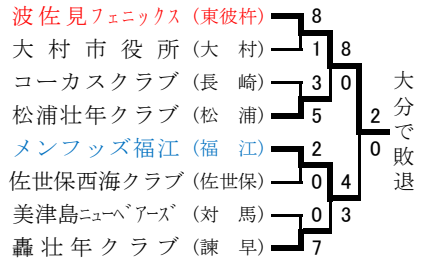 波佐見フェニックス（東彼杵） 8
大村市役所（大　村） 1
8
コーカスクラブ（長　崎） 3
0
松浦壮年クラブ（松　浦） 5
2
メンフッズ福江（福　江） 2
0
佐世保西海クラブ（佐世保） 0
4
美津島ニューベアーズ（対　馬） 0
3
轟壮年クラブ（諫　早） 7
大分で敗退